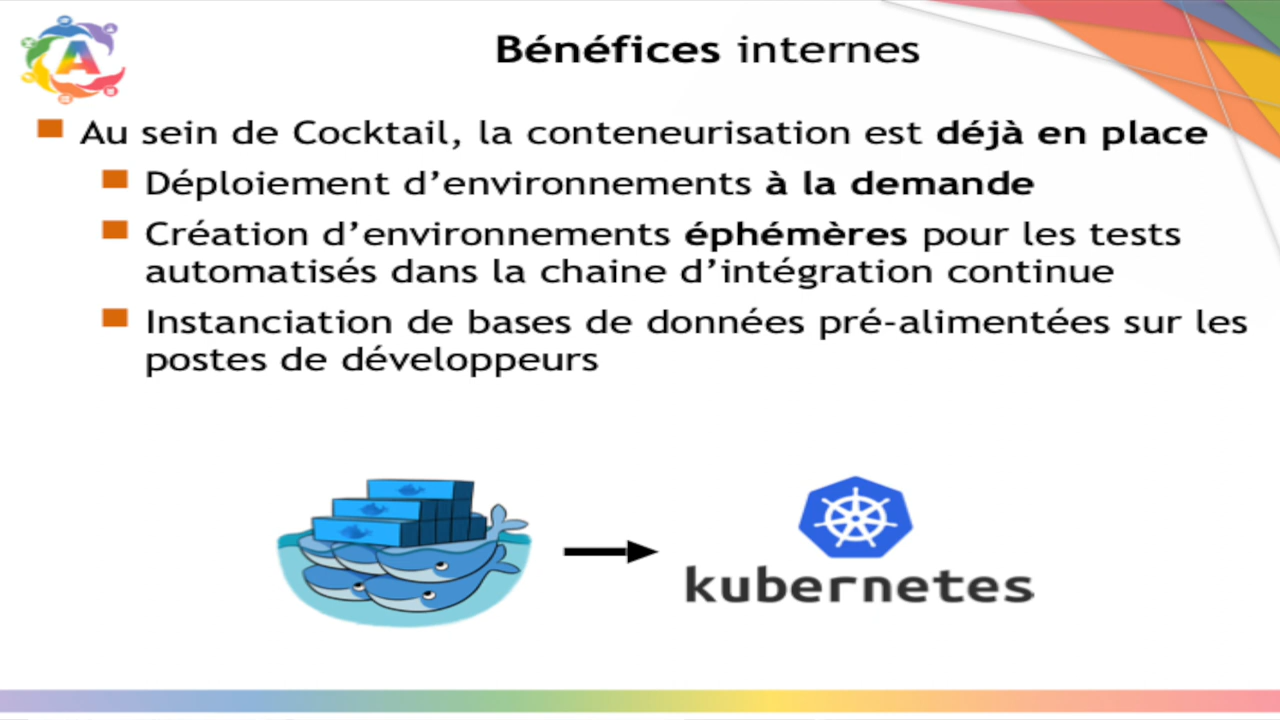 Bénéfices internes
Au sein de Cocktail, la conteneurisation est déjà en place
Déploiement d’environnements à la demande
Création d’environnements éphémères pour les tests
automatisés dans la chaine d’intégration continue
Instanciation de bases de données pré-alimentées sur les
postes de développeurs
A
kubernetes